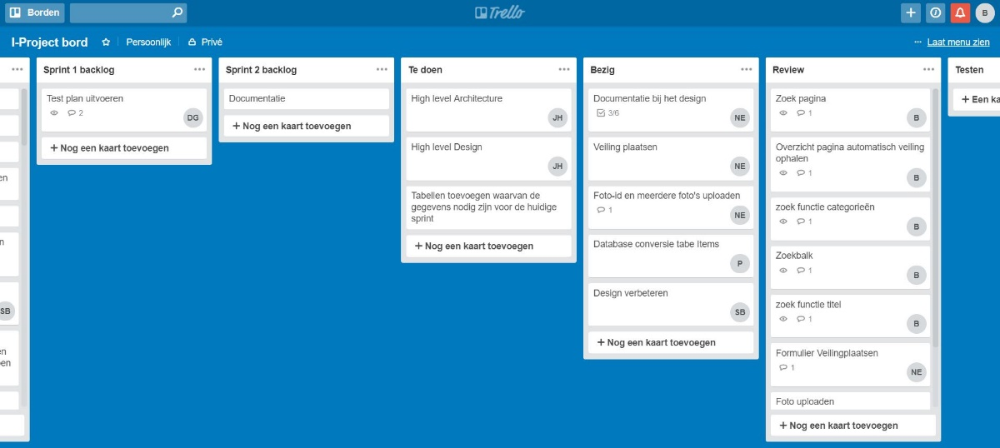 Borden
Trello
B
I-Project bord
Persoonlijk
Privé
Laat menu zien
en
n
SB
en
oen
Sprint 1 backlog
Test plan uitvoeren
2
DG
+ Nog een kaart toevoegen
Sprint 2 backlog
Documentatie
+ Nog een kaart toevoegen
Te doen
High level Architecture
JH
High level Design
JH
Tabellen toevoegen waarvan de
gegevens nodig zijn voor de huidige
sprint
+ Nog een kaart toevoegen
Bezig
Documentatie bij het design
3/6
NE
Veiling plaatsen
NE
Foto-id en meerdere foto's uploaden
1
NE
Database conversie tabe Items
P
Design verbeteren
SB
+ Nog een kaart toevoegen
Review
Zoek pagina
1
B
Overzicht pagina automatisch veiling
ophalen
1
B
zoek functie categorieën
1
B
Zoekbalk
1
B
zoek functie titel
1
B
Formulier Veilingplaatsen
1
NE
Foto uploaden
+ Nog een kaart toevoegen
Testen
+ Een ka